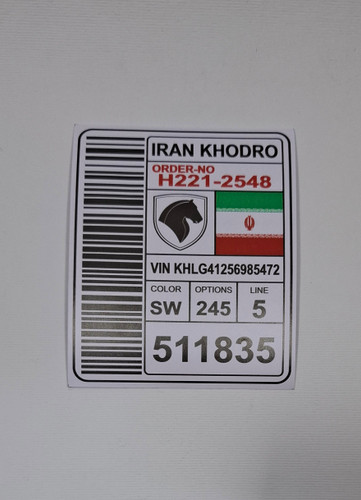 IRAN KHODRO
ORDER-NO
H221-2548
VIN KHLG41256985472
COLOR OPTIONS LINE
SW 245 5
511835